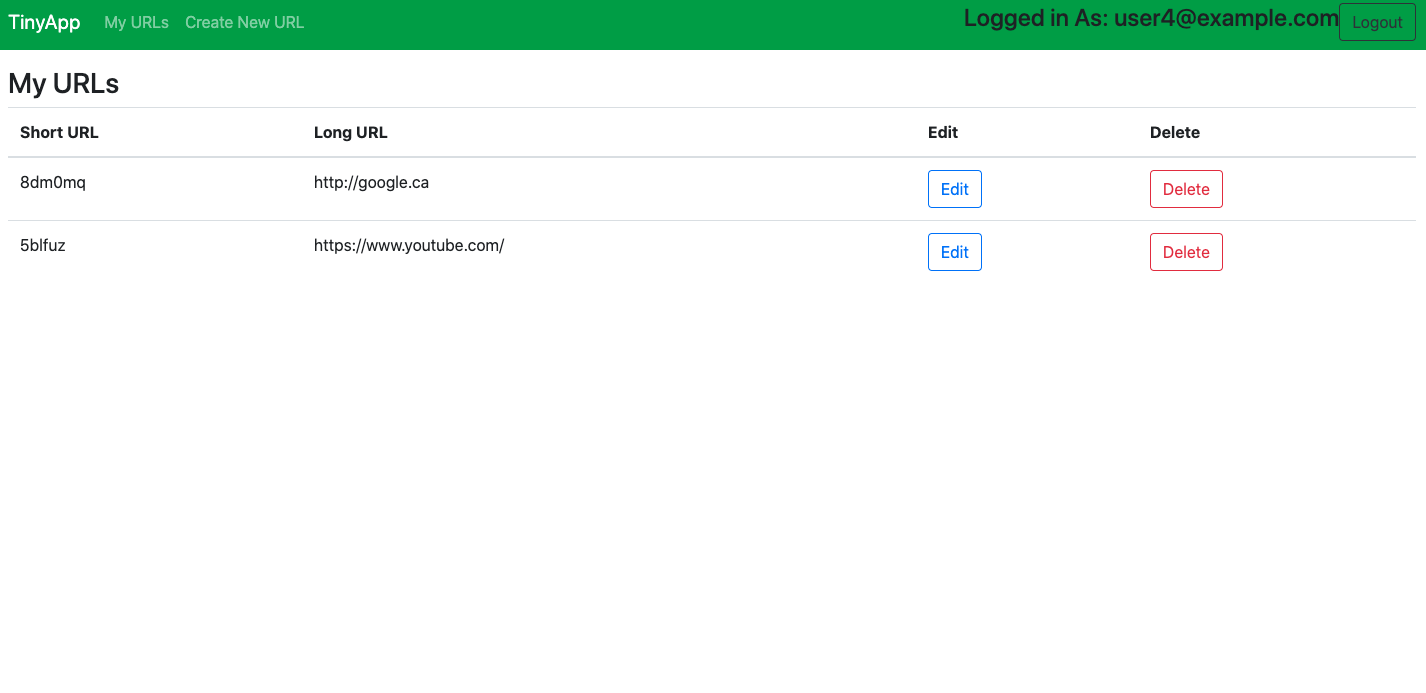 TinyApp My URLs Create New URL Logged in As: user4@example.com Logout
My URLs
Short URL Long URL Edit Delete
8dm0mq http://google.ca Edit Delete
5blfuz https://www.youtube.com/ Edit Delete